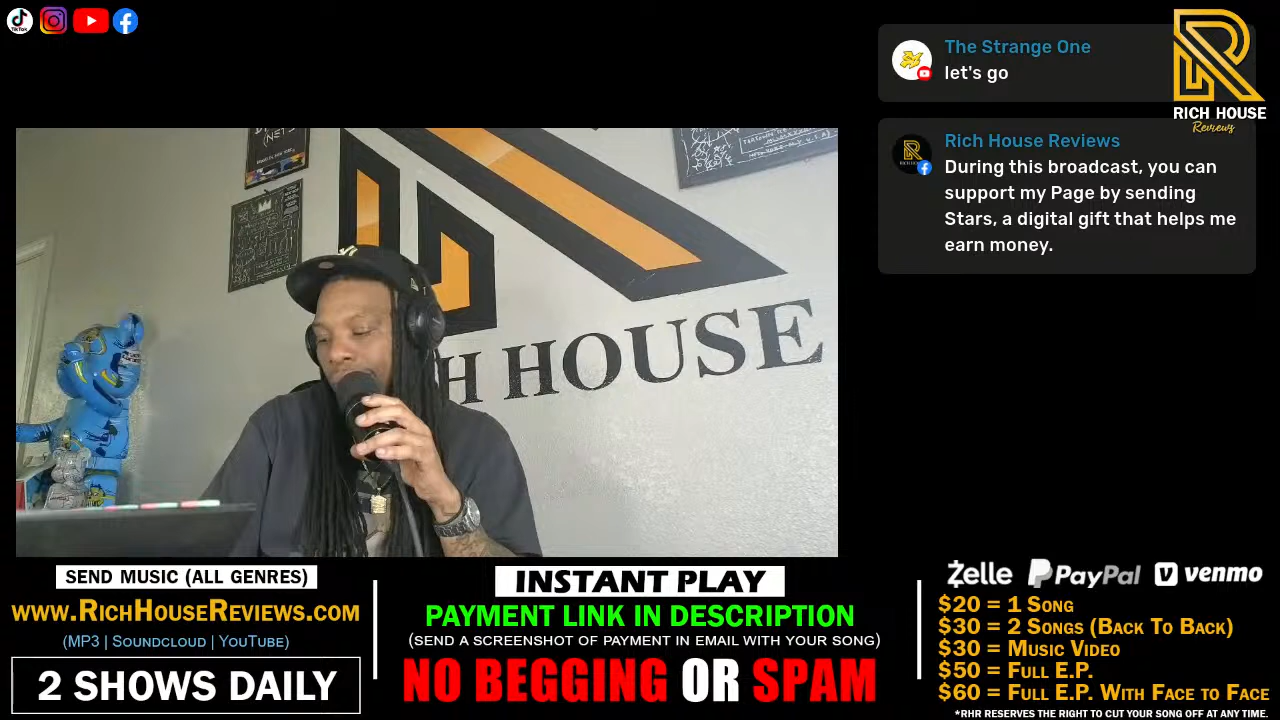 TikTok
The Strange One
let's go
RICH HOUSE
Reviews
Rich House Reviews
During this broadcast, you can
support my Page by sending
Stars, a digital gift that helps me
earn money.
H HOUSE
SEND MUSIC (ALL GENRES)
www.RichHouseReviews.com
(MP3 | Soundcloud | YouTube)
2 SHOWS DAILY
INSTANT PLAY
PAYMENT LINK IN DESCRIPTION
(SEND A SCREENSHOT OF PAYMENT IN EMAIL WITH YOUR SONG)
NO BEGGING OR SPAM
Zelle PayPal venmo
$20 = 1 Song
$30 = 2 Songs (Back To Back)
$30 = Music Video
$50 = Full E.P.
$60 = Full E.P. With Face to Face
*RHR RESERVES THE RIGHT TO CUT YOUR SONG OFF AT ANY TIME.